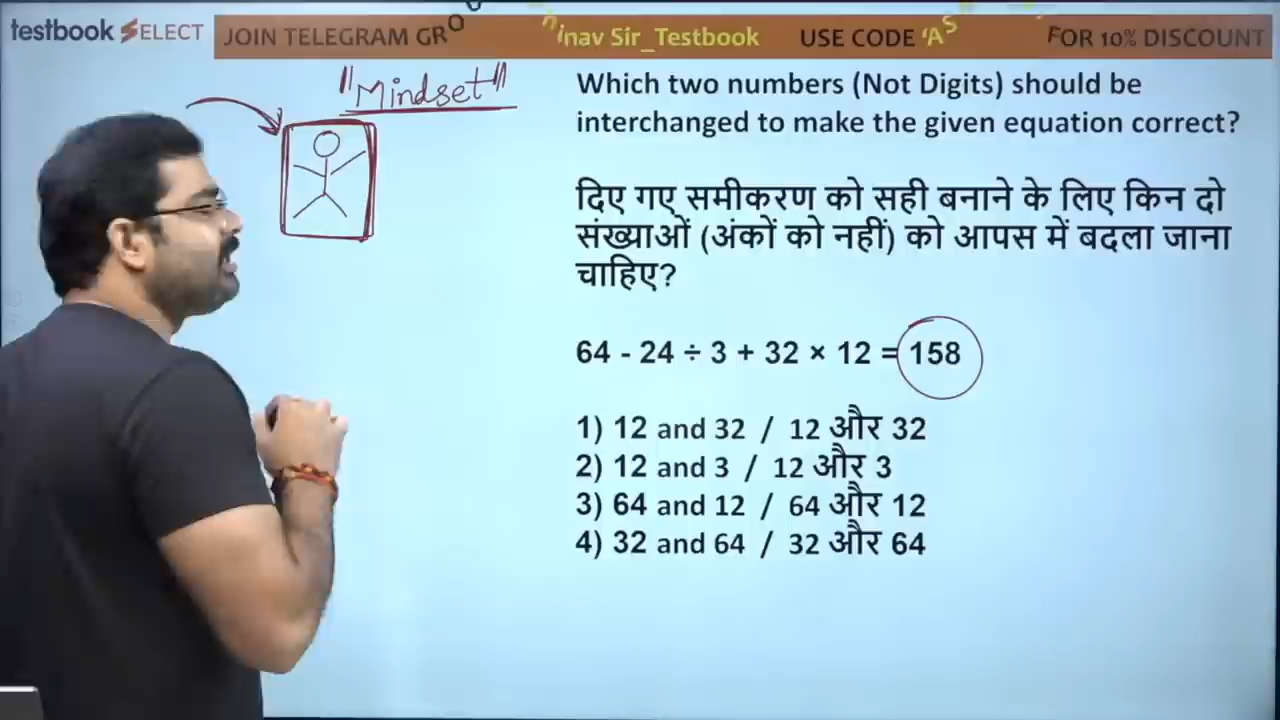 testbook SELECT
JOIN TELEGRAM GRO
inav Sir_Testbook
USE CODE 'AS
FOR 10% DISCOUNT
"Mindset"
Which two numbers (Not Digits) should be
interchanged to make the given equation correct?
दिए गए समीकरण को सही बनाने के लिए किन दो
संख्याओं (अंकों को नहीं) को आपस में बदला जाना
चाहिए?
64 - 24 ÷ 3 + 32 × 12 = 158
1) 12 and 32 / 12 और 32
2) 12 and 3 / 12 और 3
3) 64 and 12 / 64 और 12
4) 32 and 64 / 32 और 64